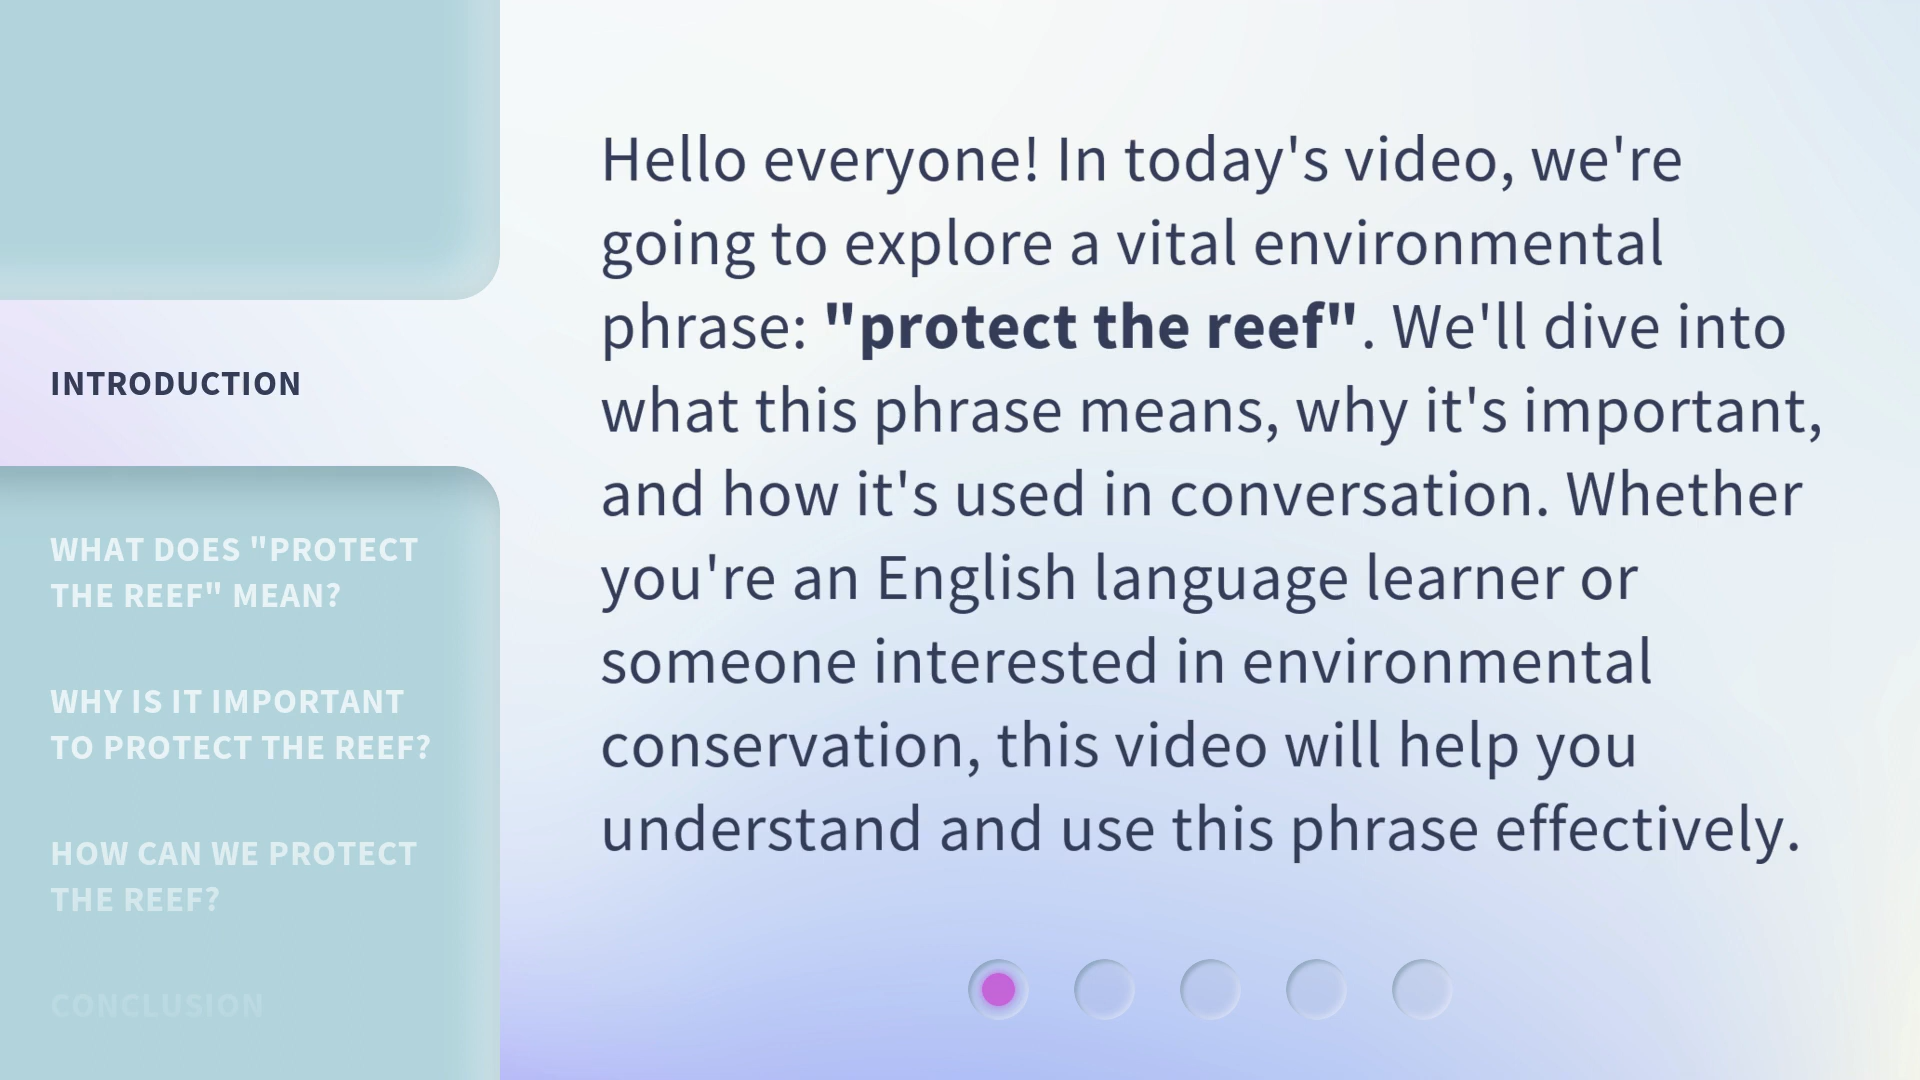 INTRODUCTION
WHAT DOES "PROTECT
THE REEF" MEAN?
WHY IS IT IMPORTANT
TO PROTECT THE REEF?
HOW CAN WE PROTECT
THE REEF?
CONCLUSION
Hello everyone! In today's video, we're
going to explore a vital environmental
phrase: "protect the reef". We'll dive into
what this phrase means, why it's important,
and how it's used in conversation. Whether
you're an English language learner or
someone interested in environmental
conservation, this video will help you
understand and use this phrase effectively.